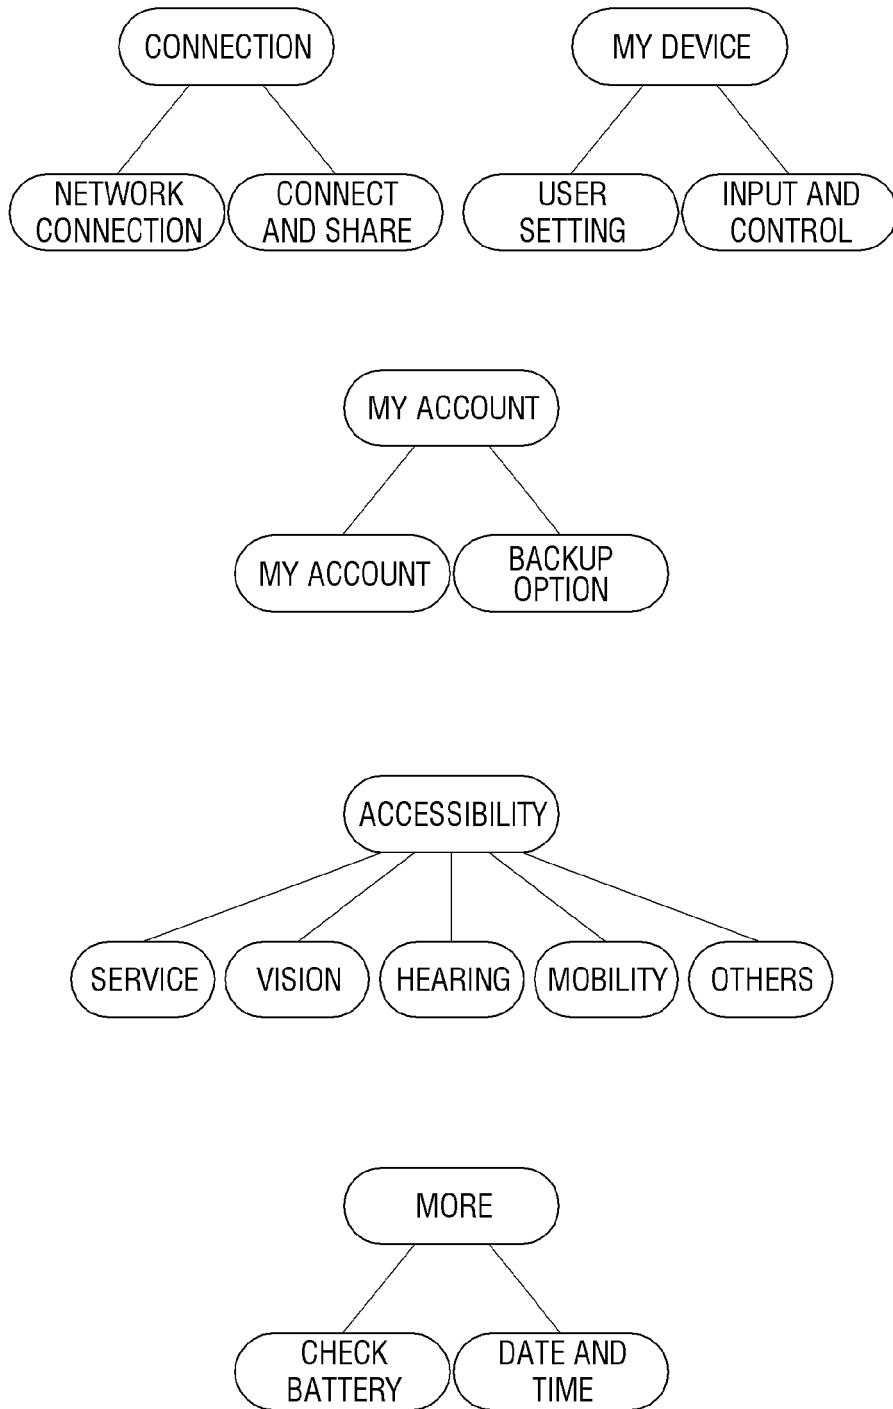 CONNECTION
MY DEVICE
NETWORK
CONNECTION
CONNECT
AND SHARE
USER
SETTING
INPUT AND
CONTROL
MY ACCOUNT
MY ACCOUNT
BACKUP
OPTION
ACCESSIBILITY
SERVICE
VISION
HEARING
MOBILITY
OTHERS
MORE
CHECK
BATTERY
DATE AND
TIME